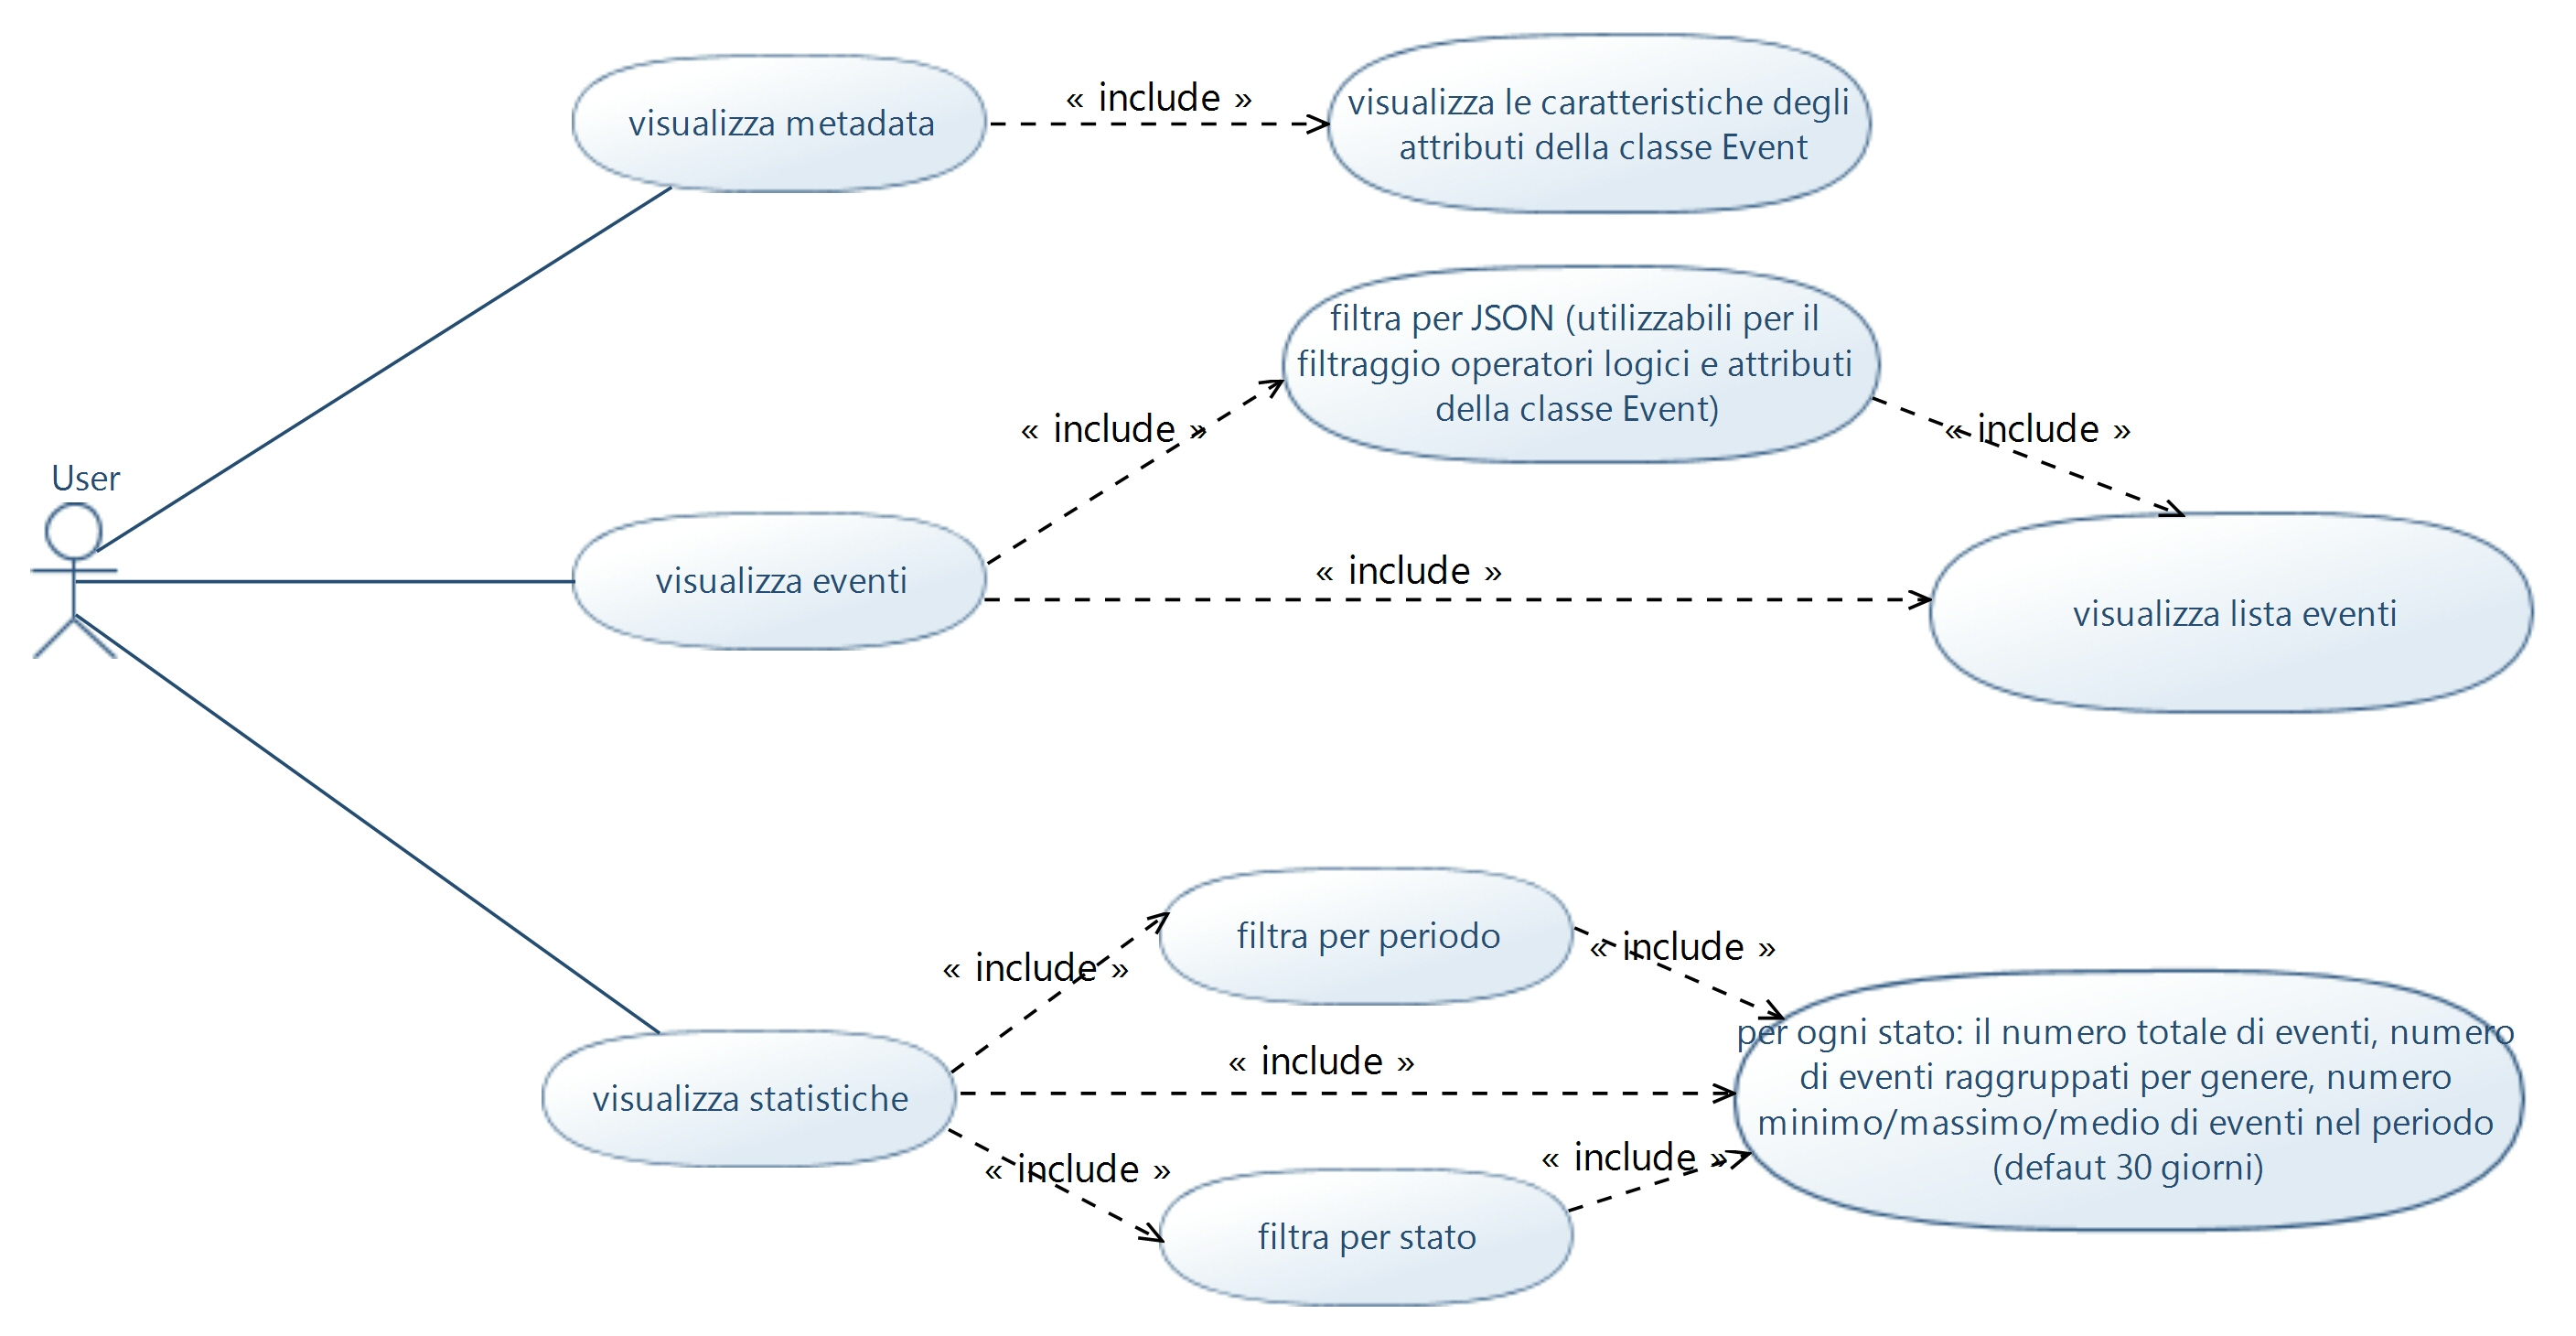 visualizza metadata
« include »
visualizza le caratteristiche degli
attributi della classe Event
filtra per JSON (utilizzabili per il
filtraggio operatori logici e attributi
della classe Event)
« include »
« include »
User
visualizza eventi
« include »
visualizza lista eventi
filtra per periodo
« include »
« include »
visualizza statistiche
« include »
per ogni stato: il numero totale di eventi, numero
di eventi raggruppati per genere, numero
minimo/massimo/medio di eventi nel periodo
(defaut 30 giorni)
« include »
« include »
filtra per stato